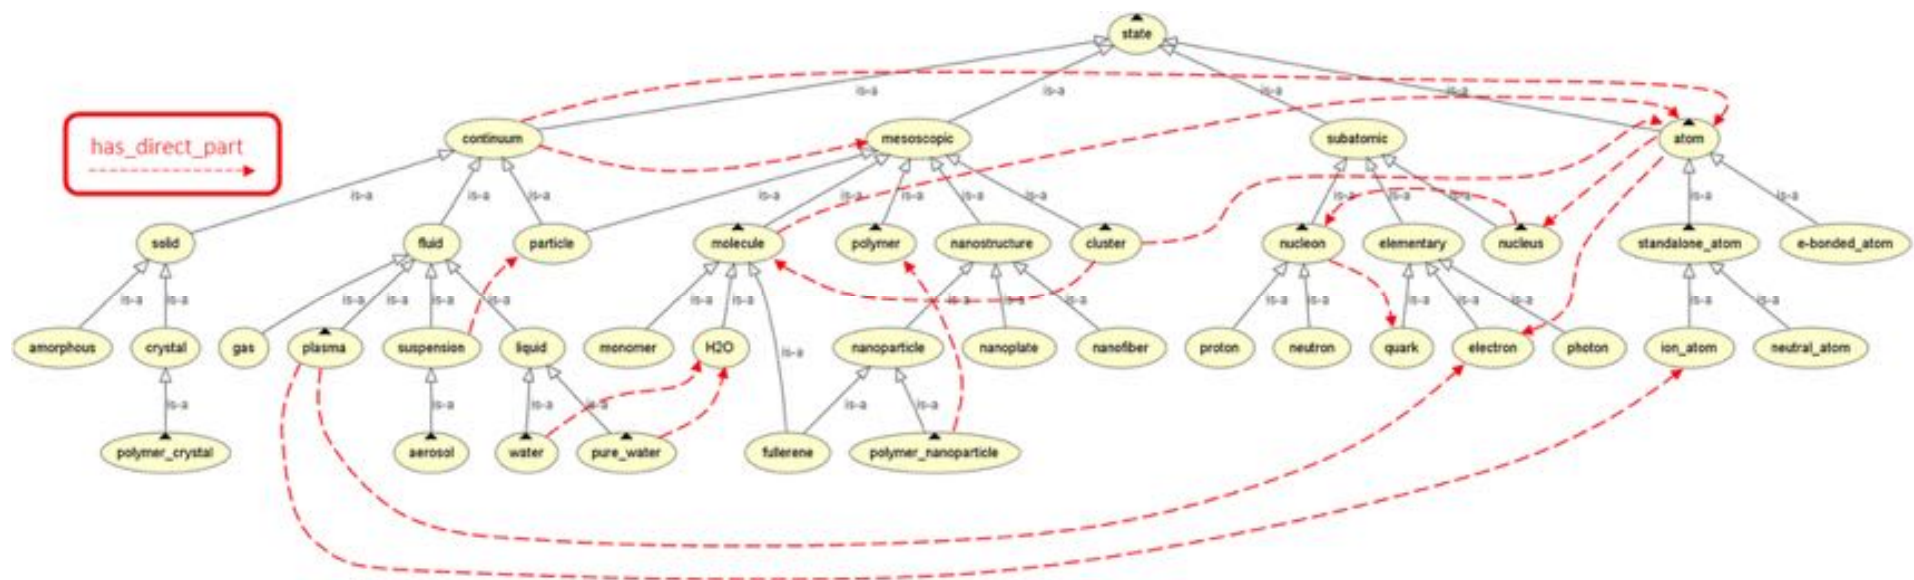 state
is-a is-a is-a is-a
has_direct_part
continuum mesoscopic subatomic atom
is-a is-a is-a is-a is-a is-a is-a is-a is-a is-a is-a is-a is-a
solid fluid particle molecule polymer nanostructure cluster nucleon elementary nucleus standalone_atom e-bonded_atom
is-a is-a is-a is-a is-a is-a is-a is-a is-a is-a is-a is-a is-a is-a is-a is-a is-a is-a
amorphous crystal gas plasma suspension liquid monomer H2O is-a nanoparticle nanoplate nanofiber proton neutron quark electron photon ion_atom neutral_atom
is-a is-a is-a is-a is-a is-a
polymer_crystal aerosol water pure_water fullerene polymer_nanoparticle